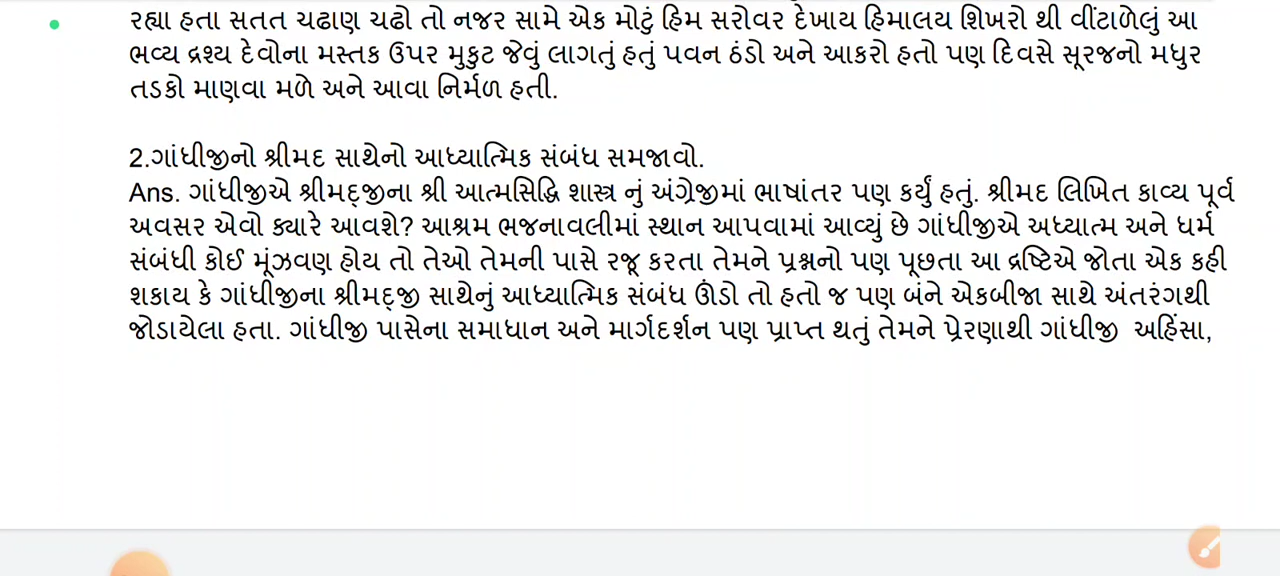 રહ્યા હતા સતત ચઢાણ ચઢો તો નજર સામે એક મોટું હિમ સરોવર દેખાય હિમાલય શિખરો થી વીંટાળેલું આ
ભવ્ય દ્રશ્ય દેવોના મસ્તક ઉપર મુકુટ જેવું લાગતું હતું પવન ઠંડો અને આકરો હતો પણ દિવસે સૂરજનો મધુર
તડકો માણવા મળે અને આવા નિર્મળ હતી.
2.ગાંધીજીનો શ્રીમદ સાથેનો આધ્યાત્મિક સંબંધ સમજાવો.
Ans. ગાંધીજીએ શ્રીમદ્જીના શ્રી આત્મસિદ્ધિ શાસ્ત્ર નું અંગ્રેજીમાં ભાષાંતર પણ કર્યું હતું. શ્રીમદ લિખિત કાવ્ય પૂર્વ
અવસર એવો ક્યારે આવશે? આશ્રમ ભજનાવલીમાં સ્થાન આપવામાં આવ્યું છે ગાંધીજીએ અધ્યાત્મ અને ધર્મ
સંબંધી કોઈ મૂંઝવણ હોય તો તેઓ તેમની પાસે રજૂ કરતા તેમને પ્રશ્નનો પણ પૂછતા આ દ્રષ્ટિએ જોતા એક કહી
શકાય કે ગાંધીજીના શ્રીમદ્જી સાથેનું આધ્યાત્મિક સંબંધ ઊંડો તો હતો જ પણ બંને એકબીજા સાથે અંતરંગથી
જોડાયેલા હતા. ગાંધીજી પાસેના સમાધાન અને માર્ગદર્શન પણ પ્રાપ્ત થતું તેમને પ્રેરણાથી ગાંધીજી  અહિંસા,